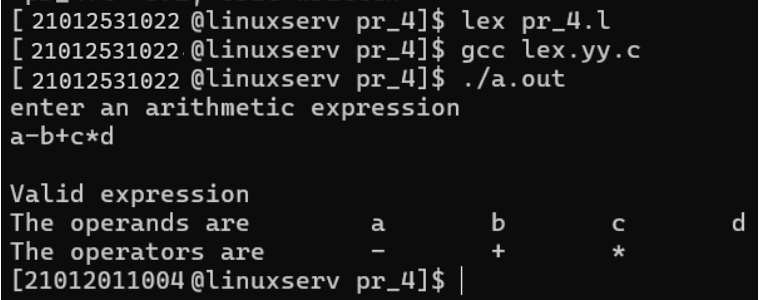 [ 21012531022 @linuxserv pr_4]$ lex pr_4.l
[ 21012531022 @linuxserv pr_4]$ gcc lex.yy.c
[ 21012531022 @linuxserv pr_4]$ ./a.out
enter an arithmetic expression
a-b+c*d
Valid expression
The operands are a b c d
The operators are - + *
[21012011004 @linuxserv pr_4]$